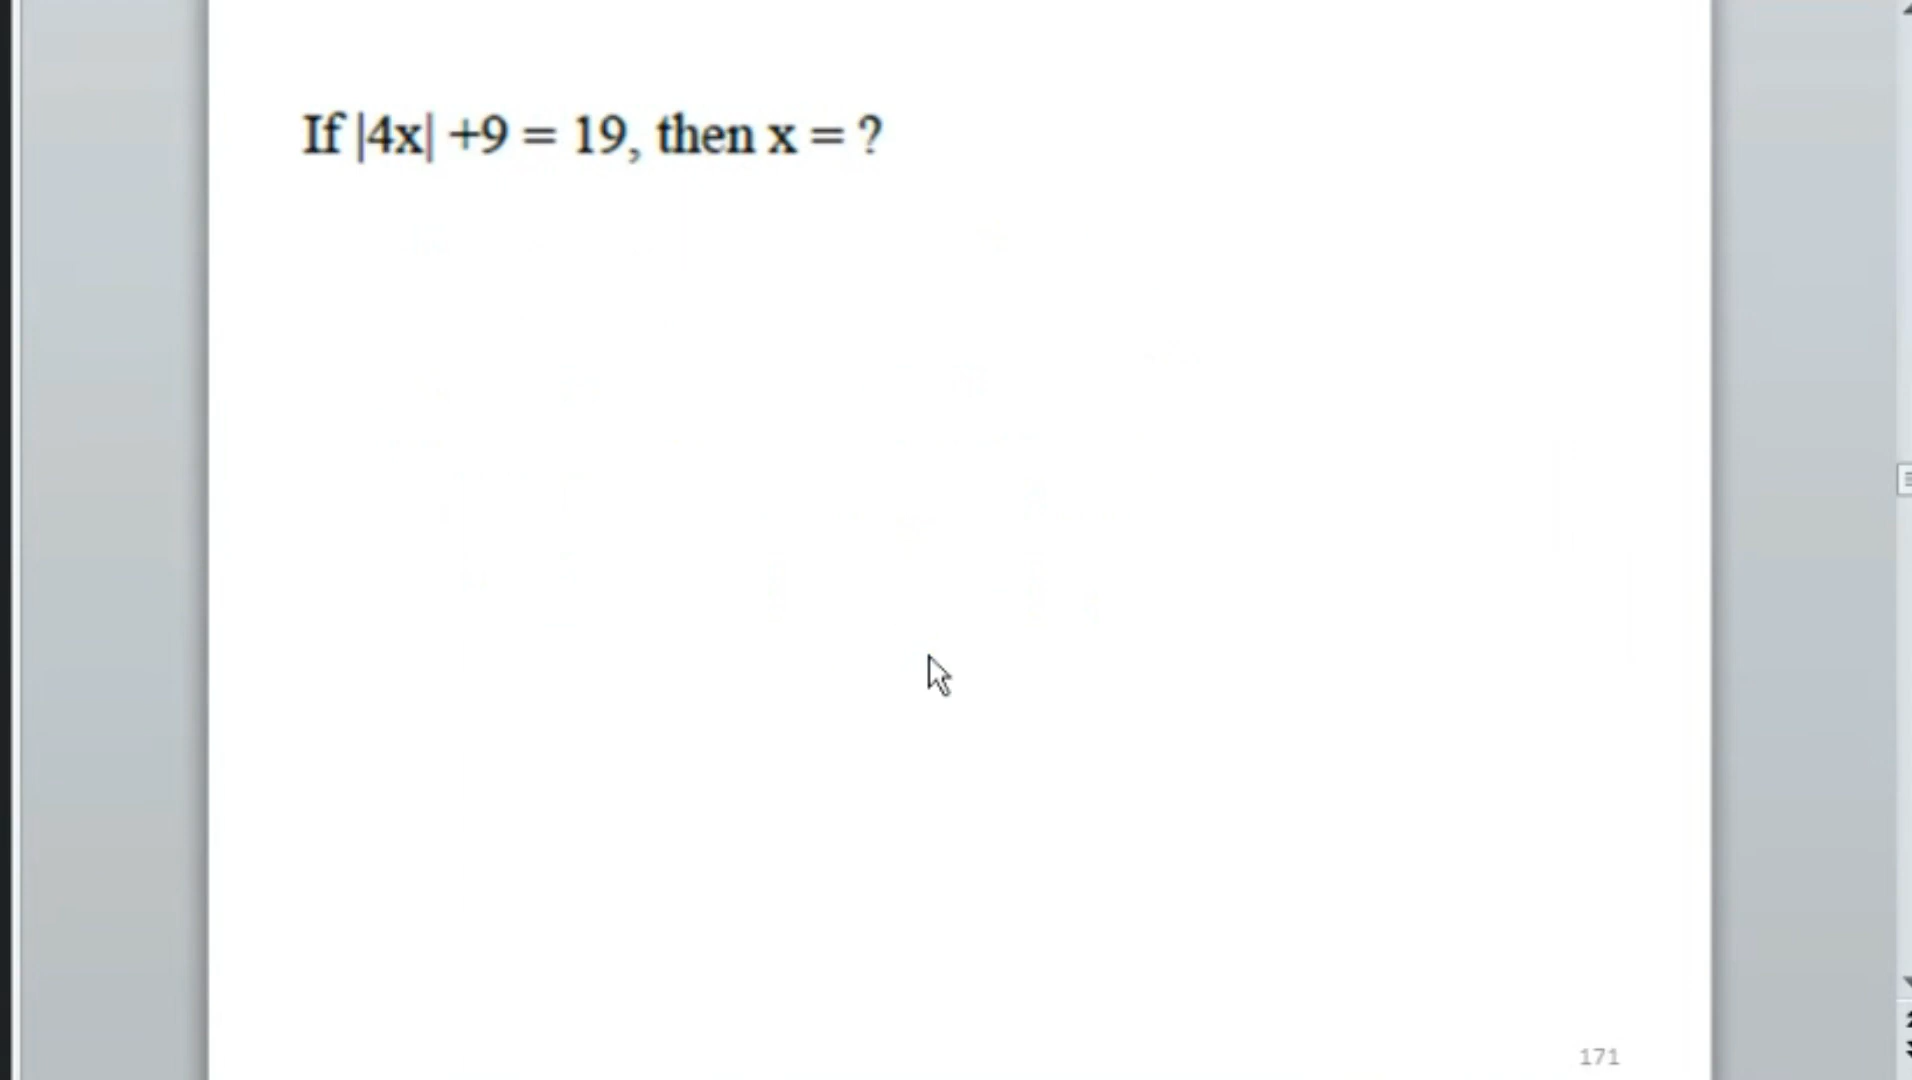 If |4x| +9 = 19, then x = ?
171